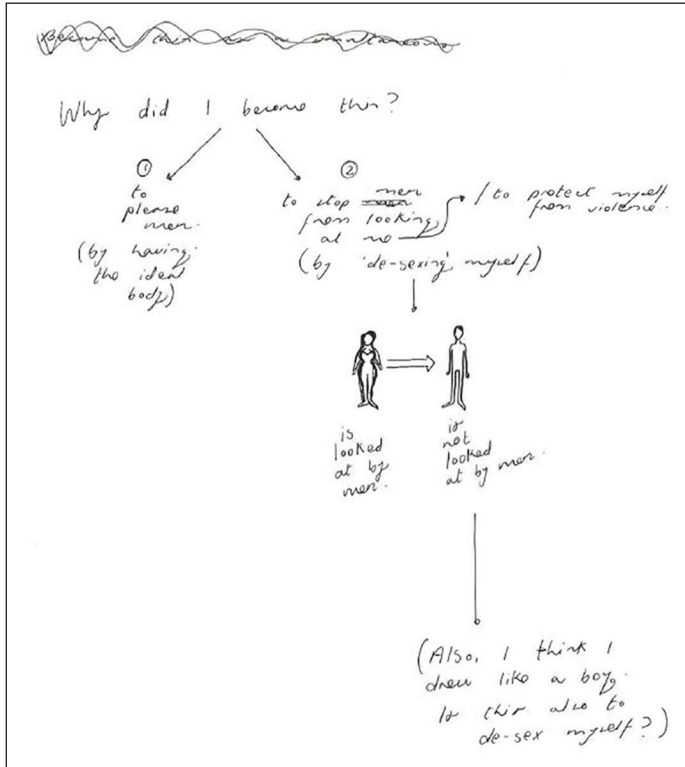 Why did I become thin?
①
to
please
men.
(by having
the ideal
body)
②
to stop men
from looking
at me
(by 'de-sexing' myself)
/ to protect myself
from violence.
is
looked
at by
men.
is
not
looked
at by men.
(Also, I think I
dress like a boy.
Is this also to
de-sex myself?)